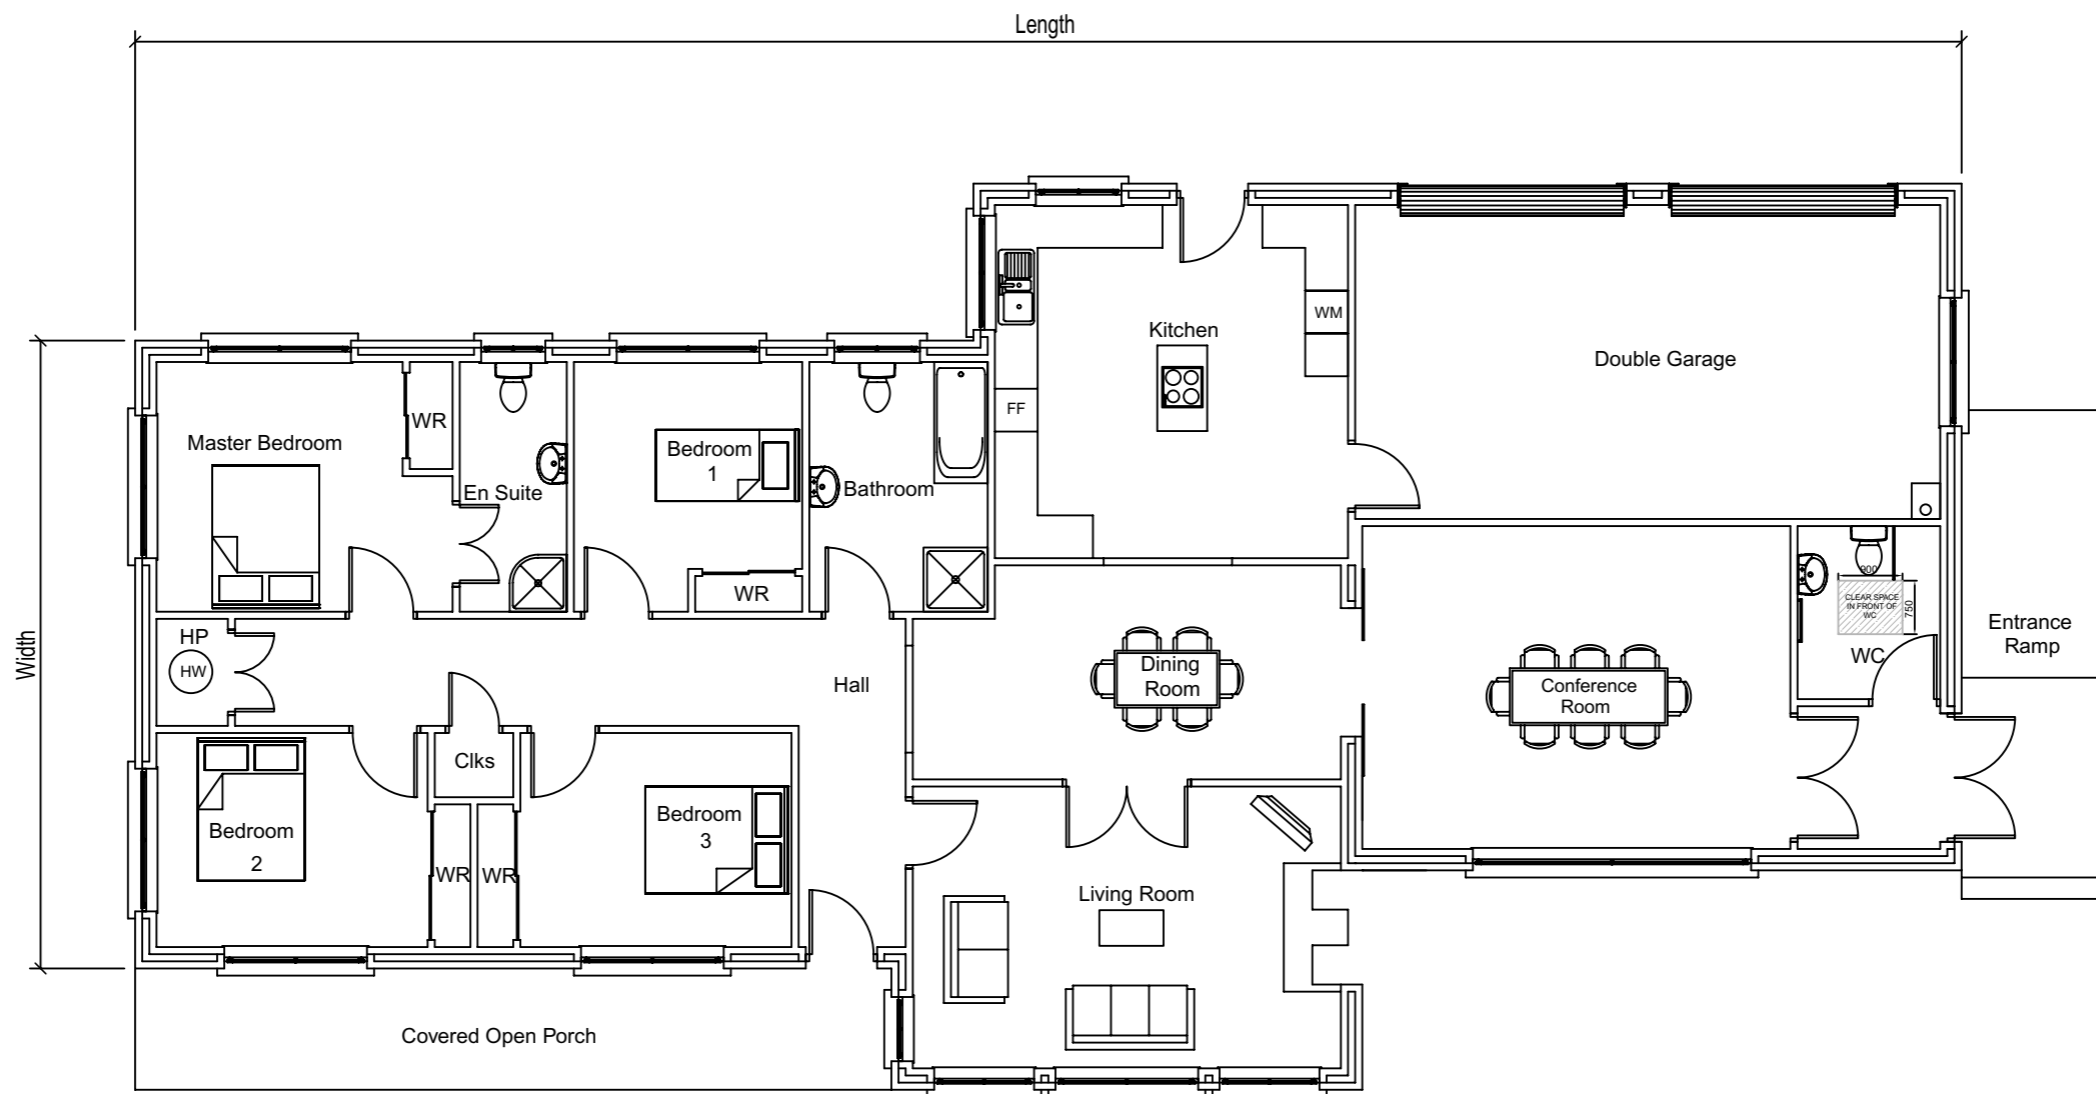 Length
Width
Kitchen
WM
FF
Double Garage
WR
Master Bedroom
En Suite
Bedroom
1
Bathroom
WR
HP
HW
Hall
Dining
Room
Conference
Room
900
750
CLEAR SPACE
IN FRONT OF
WC
WC
Entrance
Ramp
Clks
Bedroom
2
WR
WR
Bedroom
3
Living Room
Covered Open Porch